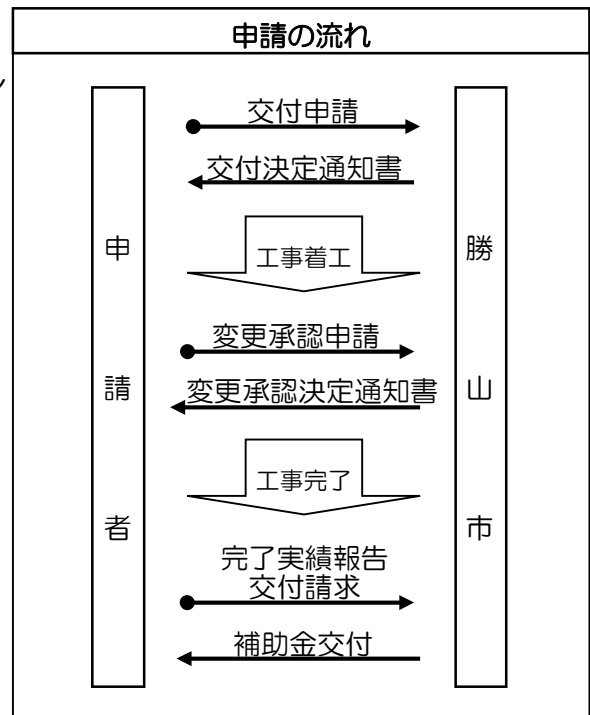 申請の流れ
申請者
勝山市
交付申請
交付決定通知書
工事着工
変更承認申請
変更承認決定通知書
工事完了
完了実績報告
交付請求
補助金交付